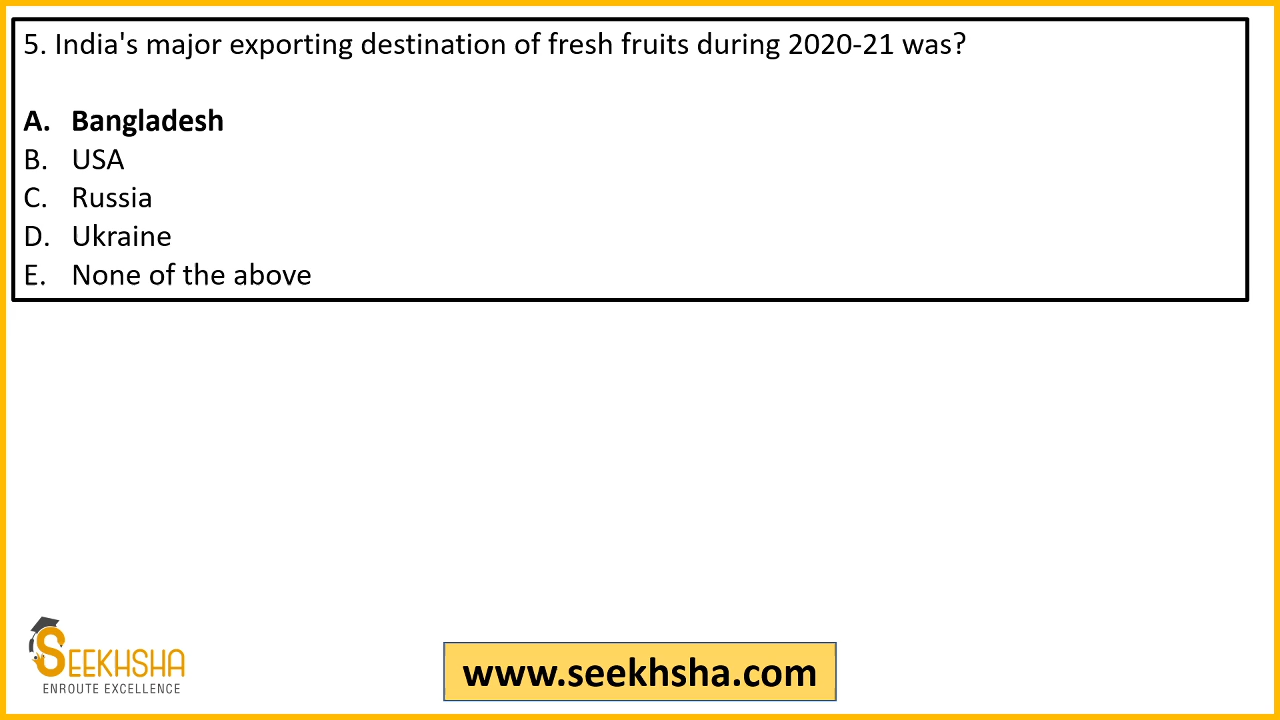 5. India's major exporting destination of fresh fruits during 2020-21 was?
A. Bangladesh
B. USA
C. Russia
D. Ukraine
E. None of the above
SEEKHSHA
ENROUTE EXCELLENCE
www.seekhsha.com